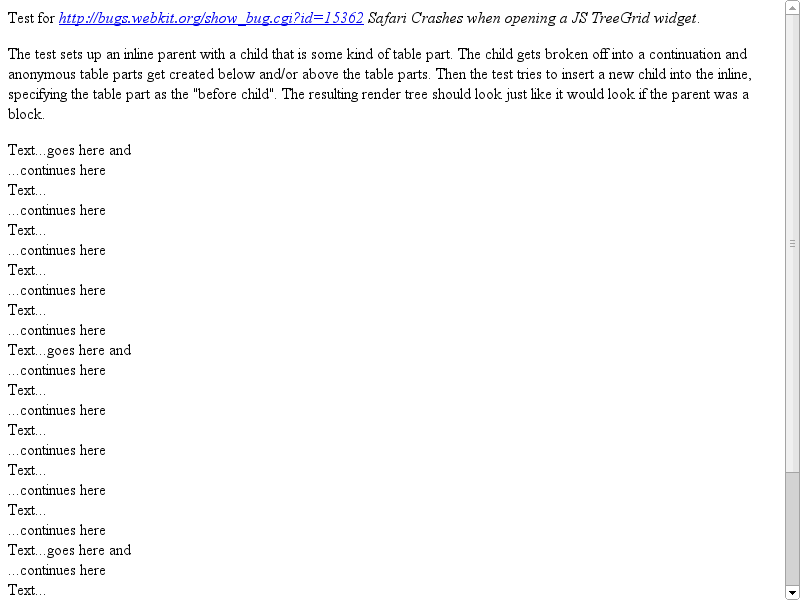 Test for http://bugs.webkit.org/show_bug.cgi?id=15362 Safari Crashes when opening a JS TreeGrid widget.
The test sets up an inline parent with a child that is some kind of table part. The child gets broken off into a continuation and
anonymous table parts get created below and/or above the table parts. Then the test tries to insert a new child into the inline,
specifying the table part as the "before child". The resulting render tree should look just like it would look if the parent was a
block.
Text...goes here and
...continues here
Text...
...continues here
Text...
...continues here
Text...
...continues here
Text...
...continues here
Text...goes here and
...continues here
Text...
...continues here
Text...
...continues here
Text...
...continues here
Text...
...continues here
Text...goes here and
...continues here
Text...